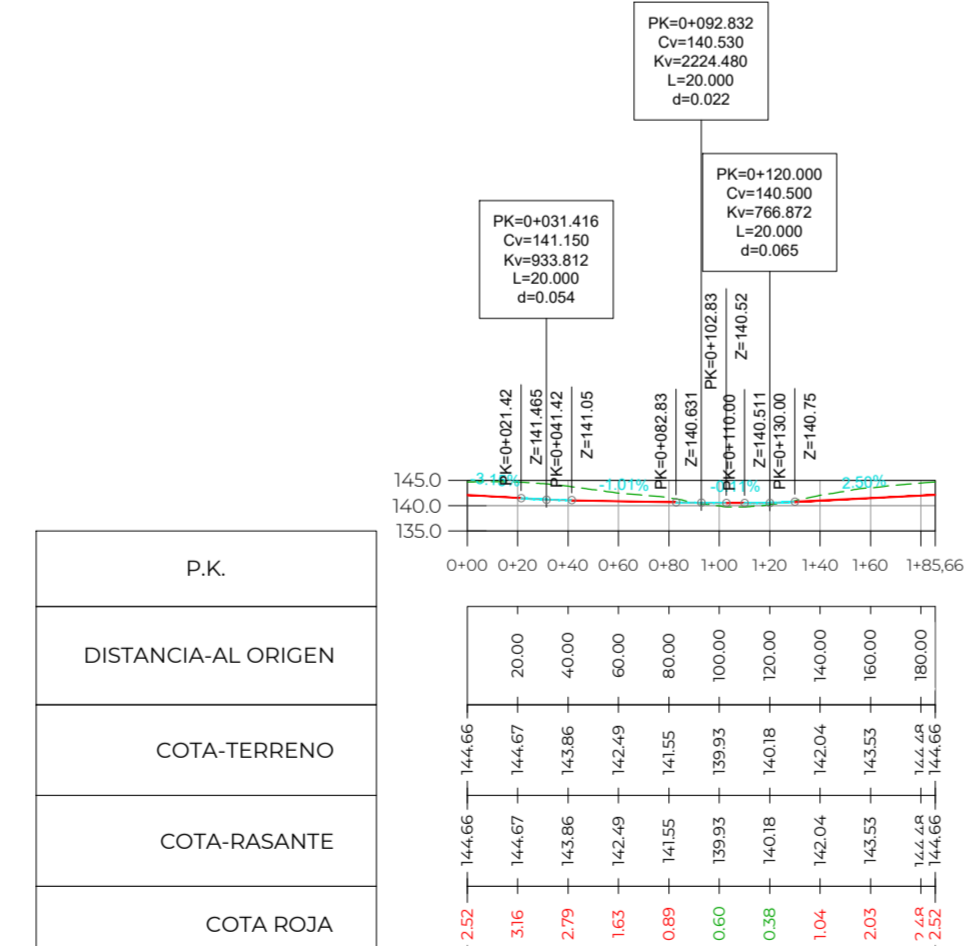 PK=0+092.832
Cv=140.530
Kv=2224.480
L=20.000
d=0.022
PK=0+120.000
Cv=140.500
Kv=766.872
L=20.000
d=0.065
PK=0+031.416
Cv=141.150
Kv=933.812
L=20.000
d=0.054
PK=0+021.42
Z=141.465
PK=0+041.42
Z=141.05
PK=0+082.83
Z=140.631
PK=0+102.83
Z=140.52
PK=0+110.00
Z=140.511
PK=0+130.00
Z=140.75
-1.01%
2.50%
145.0
140.0
135.0
P.K. 0+00 0+20 0+40 0+60 0+80 1+00 1+20 1+40 1+60 1+85,66
DISTANCIA-AL ORIGEN 20.00 40.00 60.00 80.00 100.00 120.00 140.00 160.00 180.00
COTA-TERRENO 144.66 144.67 143.86 142.49 141.55 139.93 140.18 142.04 143.53 144.48 144.66
COTA-RASANTE 144.66 144.67 143.86 142.49 141.55 139.93 140.18 142.04 143.53 144.48 144.66
COTA ROJA 2.52 3.16 2.79 1.63 0.89 0.60 0.38 1.04 2.03 2.48 2.52